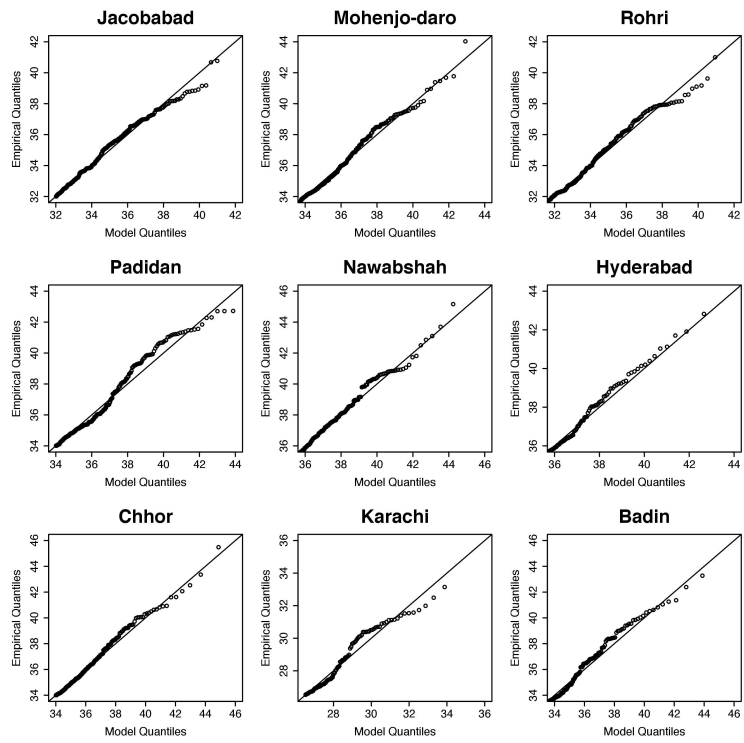 Jacobabad
Mohenjo-daro
Rohri
Empirical Quantiles
32 34 36 38 40 42
32 34 36 38 40 42
Model Quantiles
Empirical Quantiles
34 36 38 40 42 44
34 36 38 40 42 44
Model Quantiles
Empirical Quantiles
32 34 36 38 40 42
32 34 36 38 40 42
Model Quantiles
Padidan
Nawabshah
Hyderabad
Empirical Quantiles
34 36 38 40 42 44
34 36 38 40 42 44
Model Quantiles
Empirical Quantiles
36 38 40 42 44 46
36 38 40 42 44 46
Model Quantiles
Empirical Quantiles
36 38 40 42 44
36 38 40 42 44
Model Quantiles
Chhor
Karachi
Badin
Empirical Quantiles
34 36 38 40 42 44 46
34 36 38 40 42 44 46
Model Quantiles
Empirical Quantiles
28 30 32 34 36
28 30 32 34 36
Model Quantiles
Empirical Quantiles
34 36 38 40 42 44 46
34 36 38 40 42 44 46
Model Quantiles